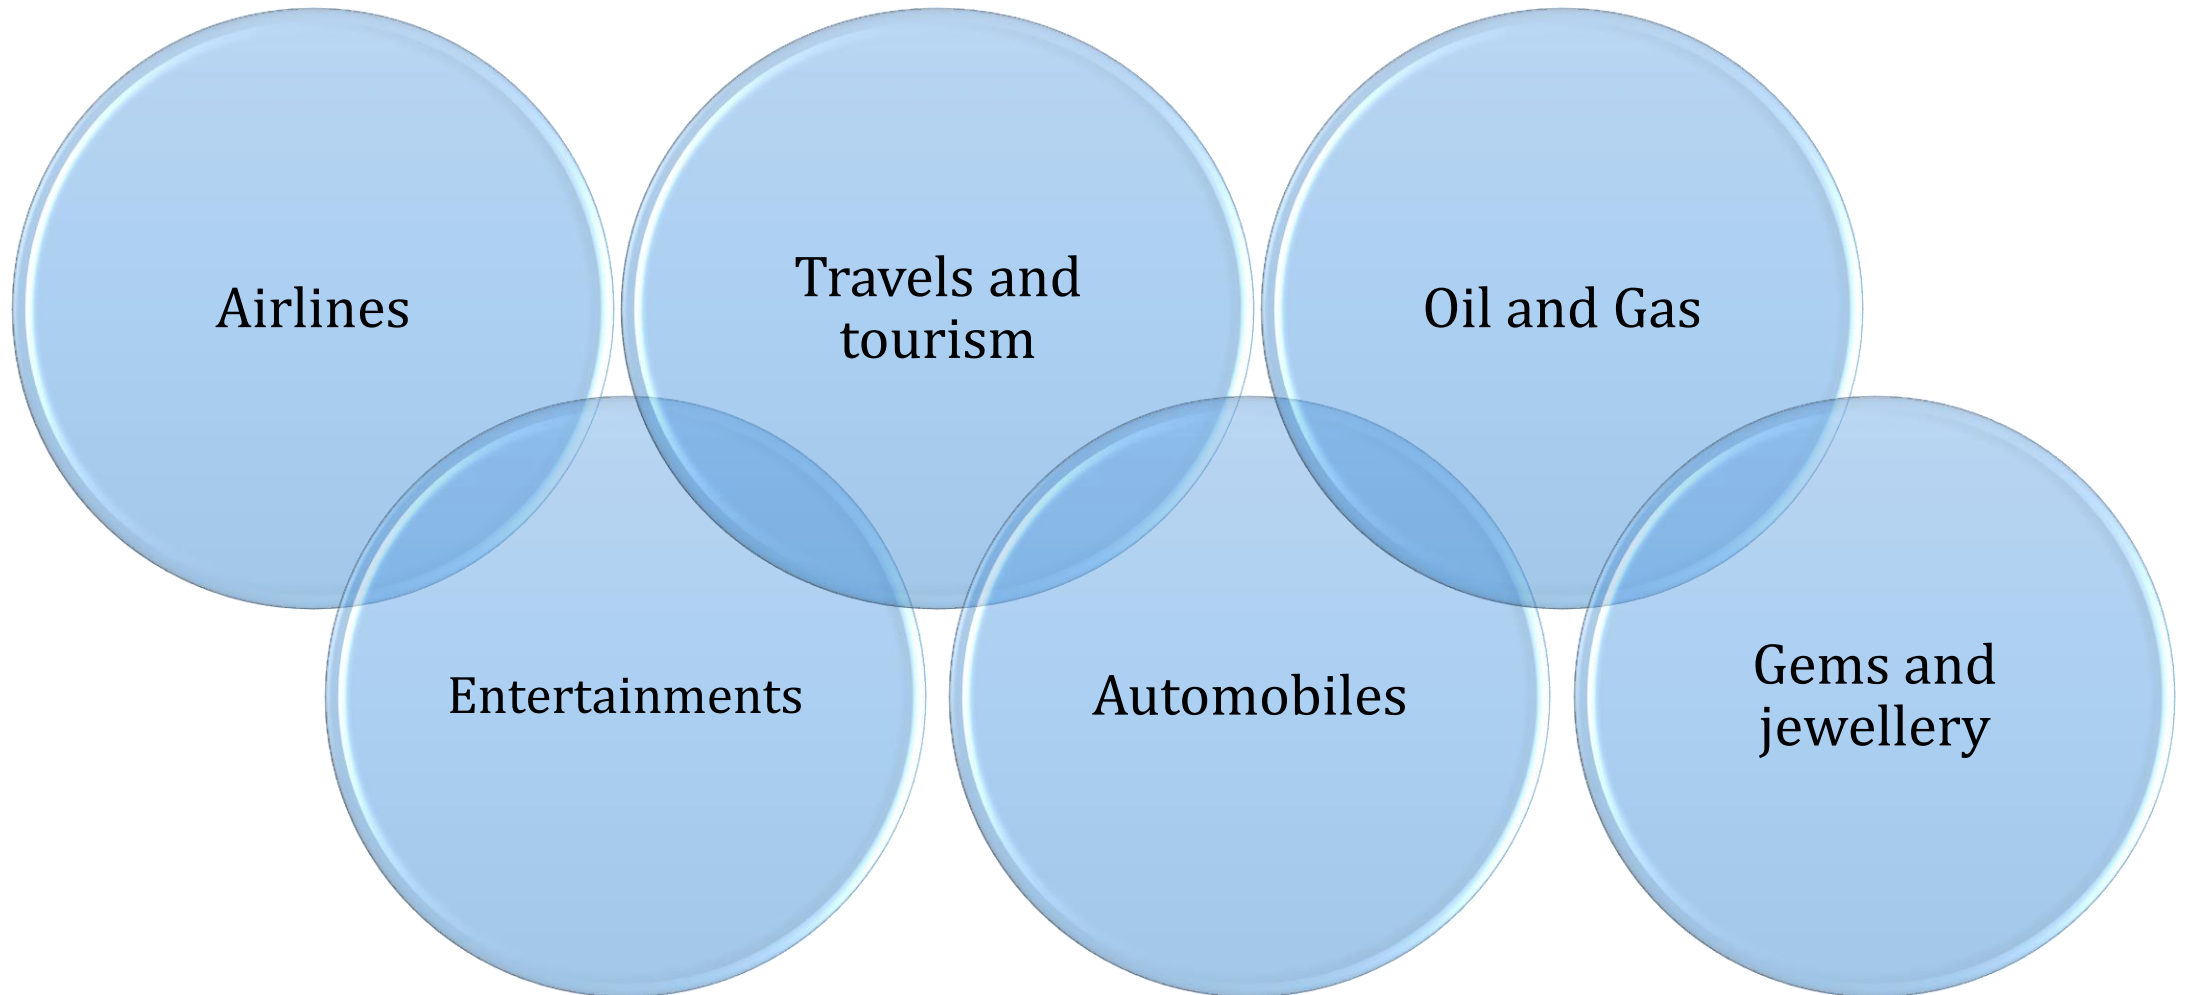 Airlines
Travels and
tourism
Oil and Gas
Entertainments
Automobiles
Gems and
jewellery